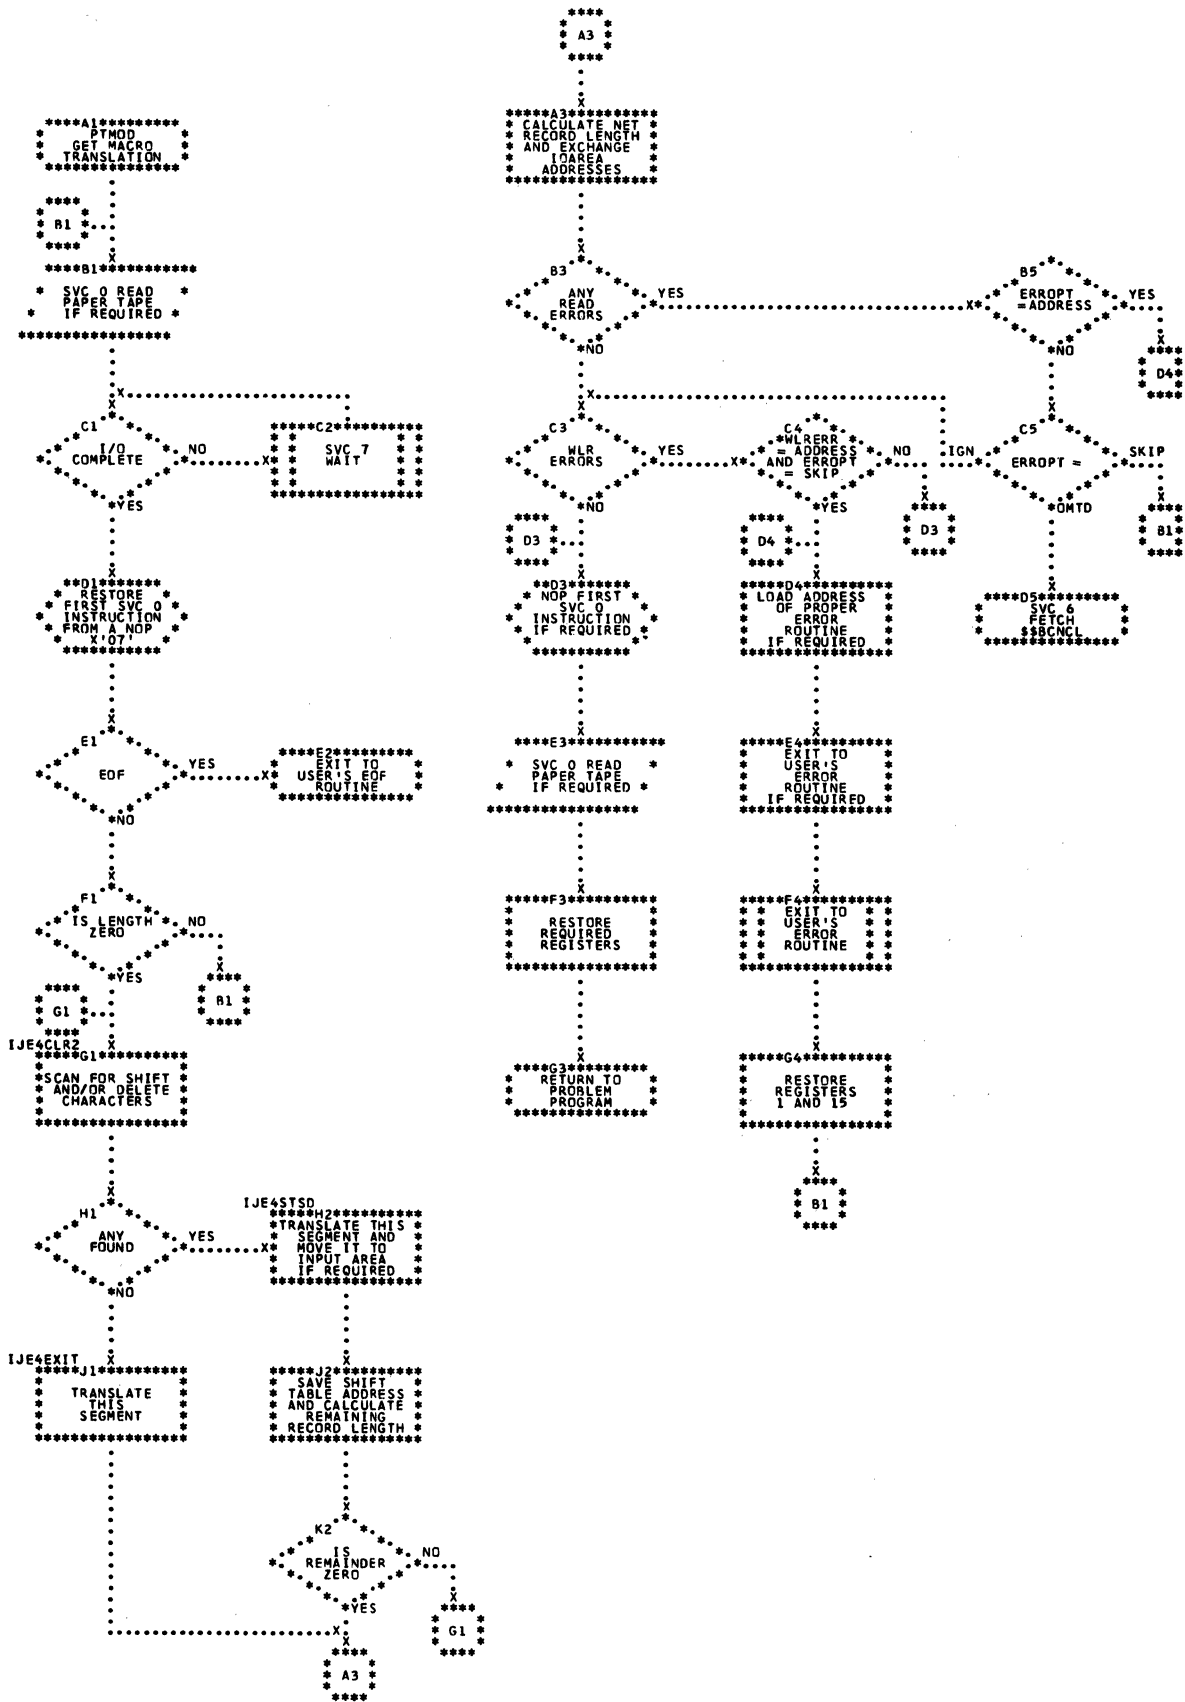 A1
PTMOD
GET MACRO
TRANSLATION
B1
B1
SVC 0 READ
PAPER TAPE
IF REQUIRED
C1
I/O
COMPLETE
NO
YES
C2
SVC 7
WAIT
D1
RESTORE
FIRST SVC 0
INSTRUCTION
FROM A NOP
X'07'
E1
EOF
YES
NO
E2
EXIT TO
USER'S EOF
ROUTINE
F1
IS LENGTH
ZERO
NO
YES
B1
G1
IJE4CLR2
G1
SCAN FOR SHIFT
AND/OR DELETE
CHARACTERS
H1
ANY
FOUND
YES
NO
IJE4STSD
H2
TRANSLATE THIS
SEGMENT AND
MOVE IT TO
INPUT AREA
IF REQUIRED
IJE4EXIT
J1
TRANSLATE
THIS
SEGMENT
J2
SAVE SHIFT
TABLE ADDRESS
AND CALCULATE
REMAINING
RECORD LENGTH
K2
IS
REMAINDER
ZERO
NO
YES
G1
A3
A3
A3
CALCULATE NET
RECORD LENGTH
AND EXCHANGE
IOAREA
ADDRESSES
B3
ANY
READ
ERRORS
YES
NO
B5
ERROPT
=ADDRESS
YES
NO
D4
C3
WLR
ERRORS
YES
NO
C4
WLRERR
= ADDRESS
AND ERROPT
= SKIP
NO
YES
D3
C5
ERROPT =
IGN
SKIP
OMTD
B1
D3
D3
NOP FIRST
SVC 0
INSTRUCTION
IF REQUIRED
D4
D4
LOAD ADDRESS
OF PROPER
ERROR
ROUTINE
IF REQUIRED
D5
SVC 6
FETCH
$$BCNCL
E3
SVC 0 READ
PAPER TAPE
IF REQUIRED
E4
EXIT TO
USER'S
ERROR
ROUTINE
IF REQUIRED
F3
RESTORE
REQUIRED
REGISTERS
F4
EXIT TO
USER'S
ERROR
ROUTINE
G3
RETURN TO
PROBLEM
PROGRAM
G4
RESTORE
REGISTERS
1 AND 15
B1